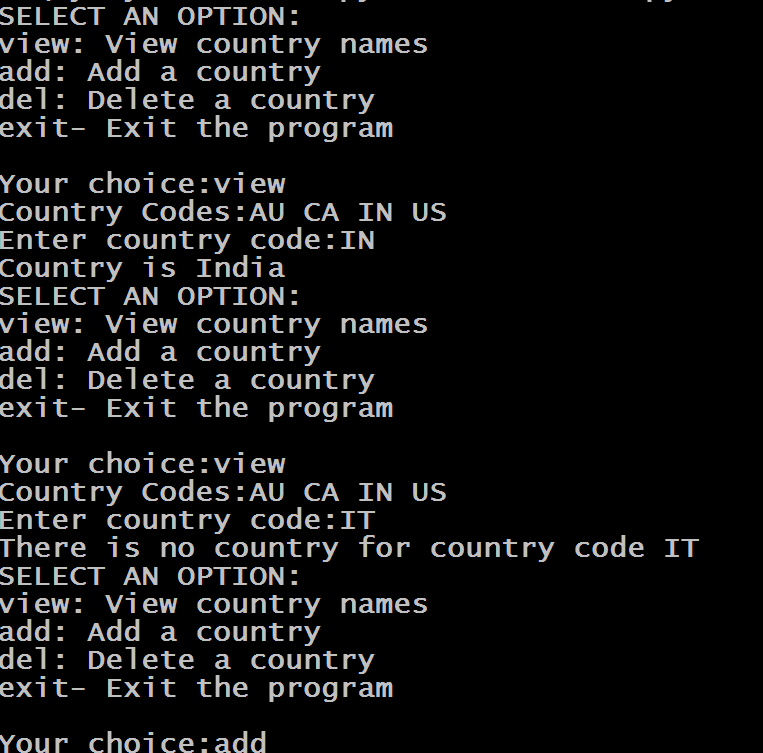 SELECT AN OPTION:
view: View country names
add: Add a country
del: Delete a country
exit- Exit the program
Your choice:view
Country Codes:AU CA IN US
Enter country code:IN
Country is India
SELECT AN OPTION:
view: View country names
add: Add a country
del: Delete a country
exit- Exit the program
Your choice:view
Country Codes:AU CA IN US
Enter country code:IT
There is no country for country code IT
SELECT AN OPTION:
view: View country names
add: Add a country
del: Delete a country
exit- Exit the program
Your choice:add